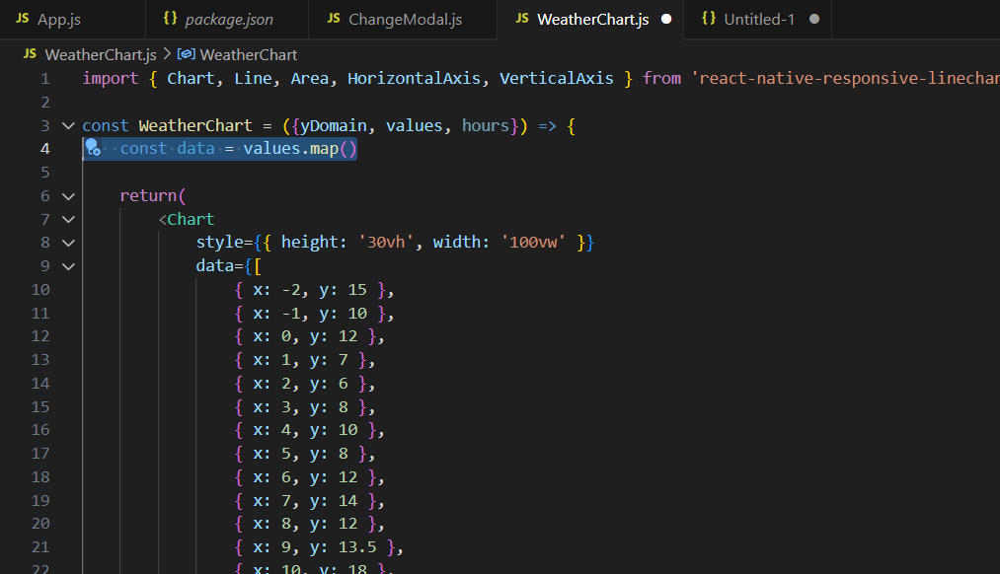 JS App.js {} package.json JS ChangeModal.js JS WeatherChart.js {} Untitled-1
JS WeatherChart.js > WeatherChart
1 import { Chart, Line, Area, HorizontalAxis, VerticalAxis } from 'react-native-responsive-linechar
2
3 const WeatherChart = ({yDomain, values, hours}) => {
4 const data = values.map()
5
6 return(
7 <Chart
8 style={{ height: '30vh', width: '100vw' }}
9 data={[
10 { x: -2, y: 15 },
11 { x: -1, y: 10 },
12 { x: 0, y: 12 },
13 { x: 1, y: 7 },
14 { x: 2, y: 6 },
15 { x: 3, y: 8 },
16 { x: 4, y: 10 },
17 { x: 5, y: 8 },
18 { x: 6, y: 12 },
19 { x: 7, y: 14 },
20 { x: 8, y: 12 },
21 { x: 9, y: 13.5 },
22 { x: 10, y: 18 },